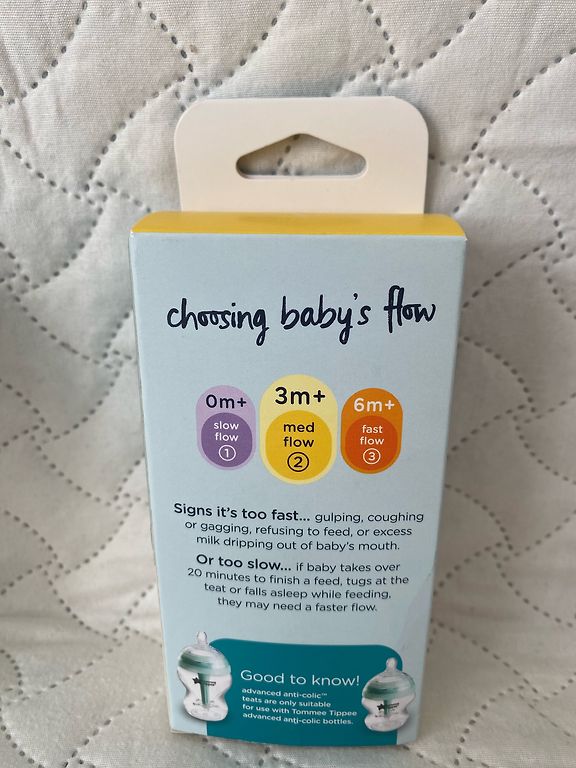 choosing baby's flow
0m+
slow
flow
1
3m+
med
flow
2
6m+
fast
flow
3
Signs it's too fast... gulping, coughing
or gagging, refusing to feed, or excess
milk dripping out of baby's mouth.
Or too slow... if baby takes over
20 minutes to finish a feed, tugs at the
teat or falls asleep while feeding,
they may need a faster flow.
Good to know!
advanced anti-colic™
teats are only suitable
for use with Tommee Tippee
advanced anti-colic bottles.